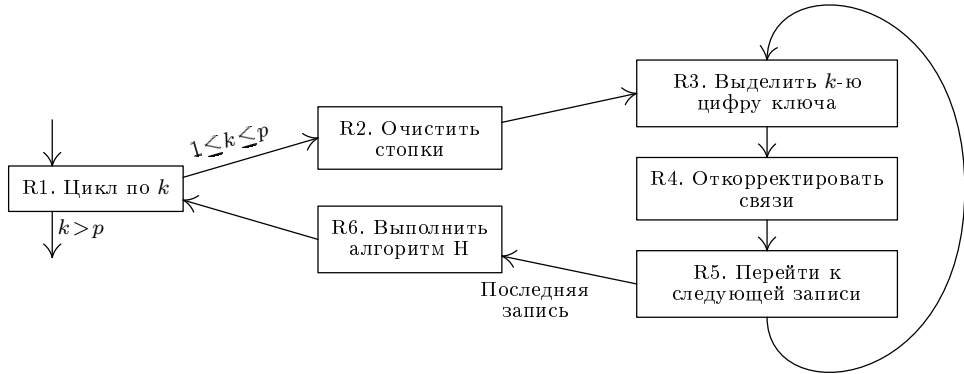 R1. Цикл по k
k>p
1≤k≤p
R2. Очистить
стопки
R3. Выделить k-ю
цифру ключа
R4. Откорректировать
связи
R5. Перейти к
следующей записи
Последняя
запись
R6. Выполнить
алгоритм H